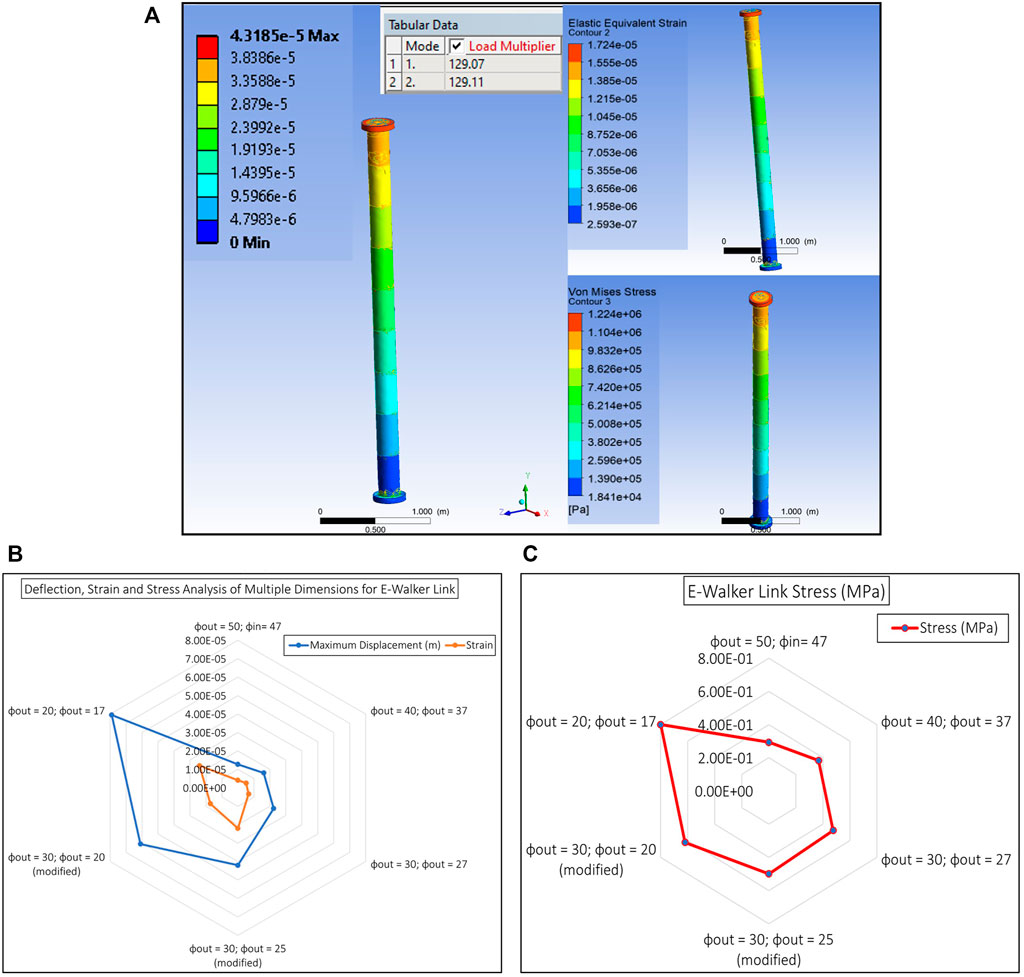 A
4.3185e-5 Max
3.8386e-5
3.3588e-5
2.879e-5
2.3992e-5
1.9193e-5
1.4395e-5
9.5966e-6
4.7983e-6
0 Min
Tabular Data
Mode Load Multiplier
1 1. 129.07
2 2. 129.11
0 1.000 (m)
0.500
Y
Z X
Elastic Equivalent Strain
Contour 2
1.724e-05
1.555e-05
1.385e-05
1.215e-05
1.045e-05
8.752e-06
7.053e-06
5.355e-06
3.656e-06
1.958e-06
2.593e-07
0 1.000 (m)
0.500
Von Mises Stress
Contour 3
1.224e+06
1.104e+06
9.832e+05
8.626e+05
7.420e+05
6.214e+05
5.008e+05
3.802e+05
2.596e+05
1.390e+05
1.841e+04
[Pa]
0 1.000 (m)
0.500
B
Deflection, Strain and Stress Analysis of Multiple Dimensions for E-Walker Link
ϕout = 50; ϕin= 47
Maximum Displacement (m) Strain
8.00E-05
7.00E-05
6.00E-05
5.00E-05
4.00E-05
3.00E-05
2.00E-05
1.00E-05
0.00E+00
ϕout = 40; ϕout = 37
ϕout = 30; ϕout = 27
ϕout = 30; ϕout = 25
(modified)
ϕout = 30; ϕout = 20
(modified)
ϕout = 20; ϕout = 17
C
E-Walker Link Stress (MPa)
Stress (MPa)
ϕout = 50; ϕin= 47
8.00E-01
6.00E-01
4.00E-01
2.00E-01
0.00E+00
ϕout = 40; ϕout = 37
ϕout = 30; ϕout = 27
ϕout = 30; ϕout = 25
(modified)
ϕout = 30; ϕout = 20
(modified)
ϕout = 20; ϕout = 17